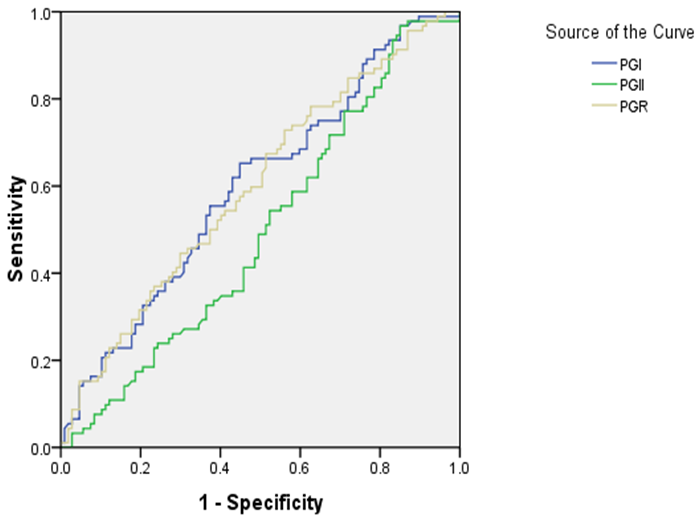 Source of the Curve
PGI
PGII
PGR
Sensitivity
1.0
0.8
0.6
0.4
0.2
0.0
0.0 0.2 0.4 0.6 0.8 1.0
1 - Specificity